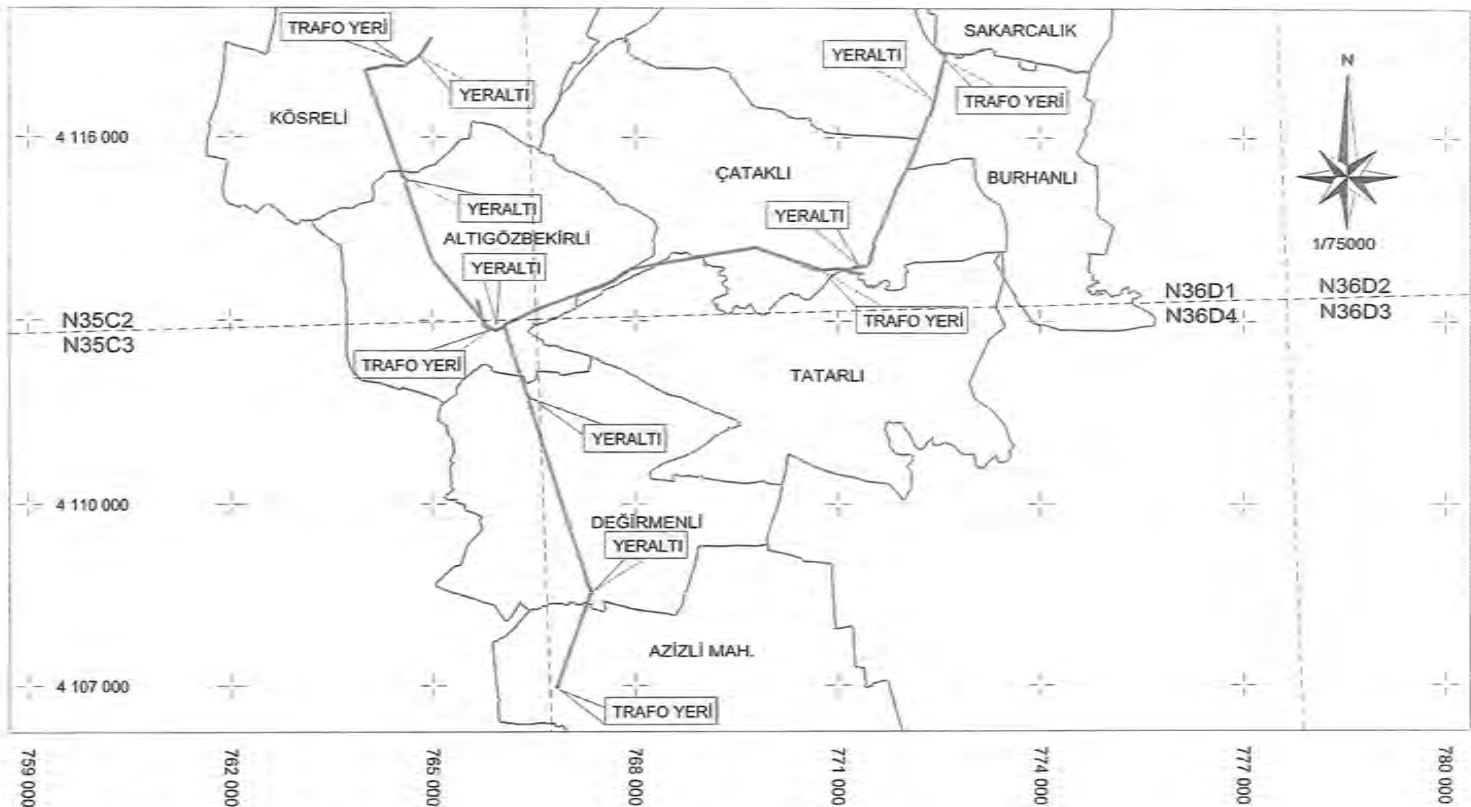 TRAFO YERİ
SAKARCALIK
YERALTI
N
YERALTI
TRAFO YERİ
KÖSRELİ
4 116 000
ÇATAKLI
BURHANLI
YERALTI
YERALTI
ALTIGÖZBEKİRLİ
1/75000
YERALTI
N36D1
N36D2
N35C2
N36D4
N36D3
TRAFO YERİ
N35C3
TRAFO YERİ
TATARLI
YERALTI
4 110 000
DEĞİRMENLİ
YERALTI
AZİZLİ MAH.
4 107 000
TRAFO YERİ
759 000
762 000
765 000
768 000
771 000
774 000
777 000
780 000